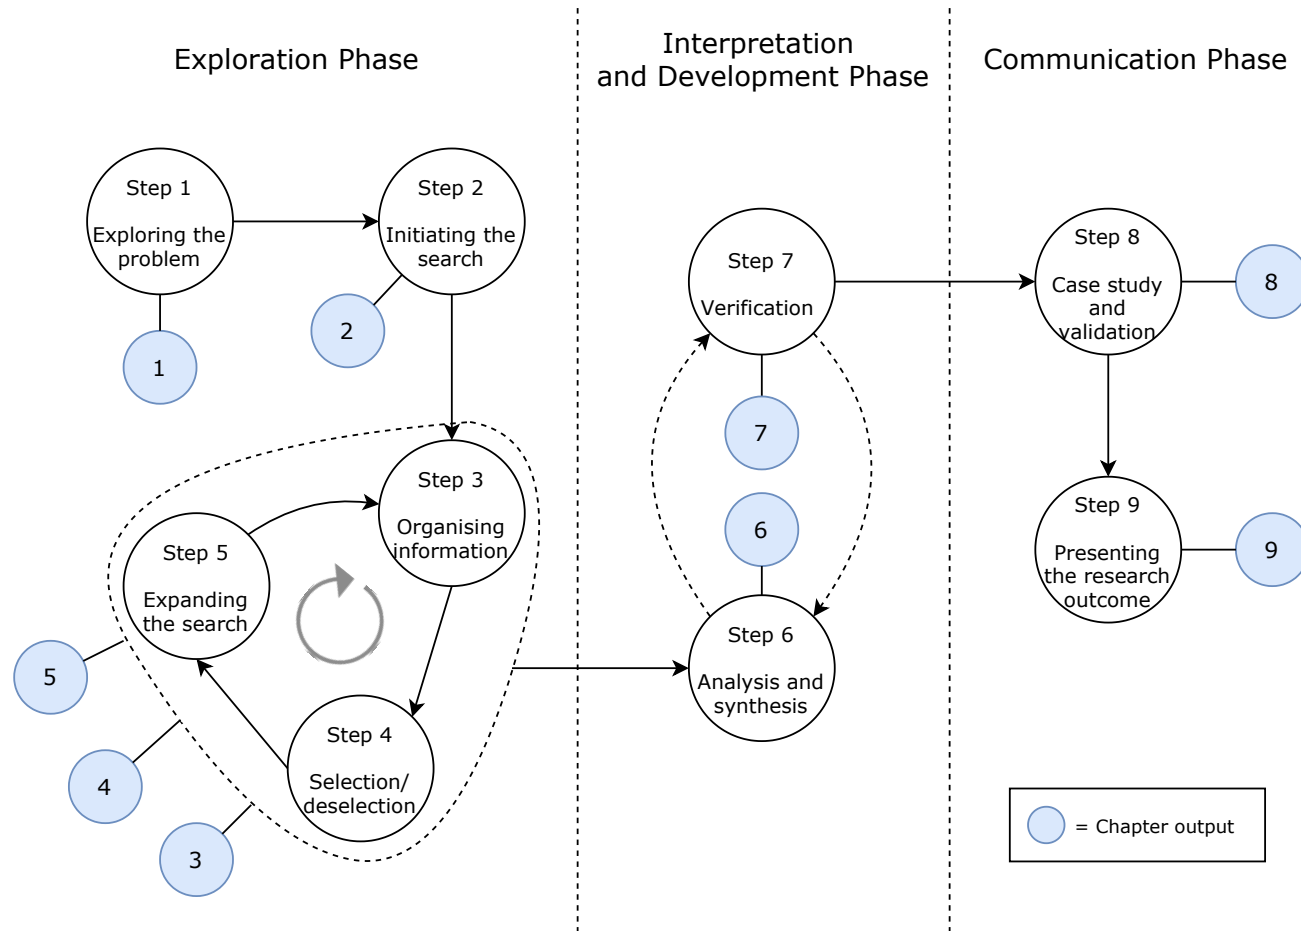 Exploration Phase
Interpretation
and Development Phase
Communication Phase
Step 1
Exploring the
problem
1
Step 2
Initiating the
search
2
Step 3
Organising
information
Step 5
Expanding
the search
Step 4
Selection/
deselection
5
4
3
Step 7
Verification
7
6
Step 6
Analysis and
synthesis
Step 8
Case study
and
validation
8
Step 9
Presenting
the research
outcome
9
= Chapter output